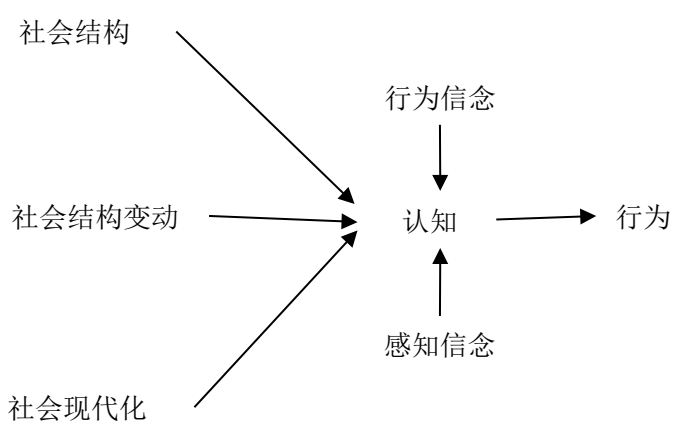 社会结构
行为信念
社会结构变动
认知
行为
感知信念
社会现代化